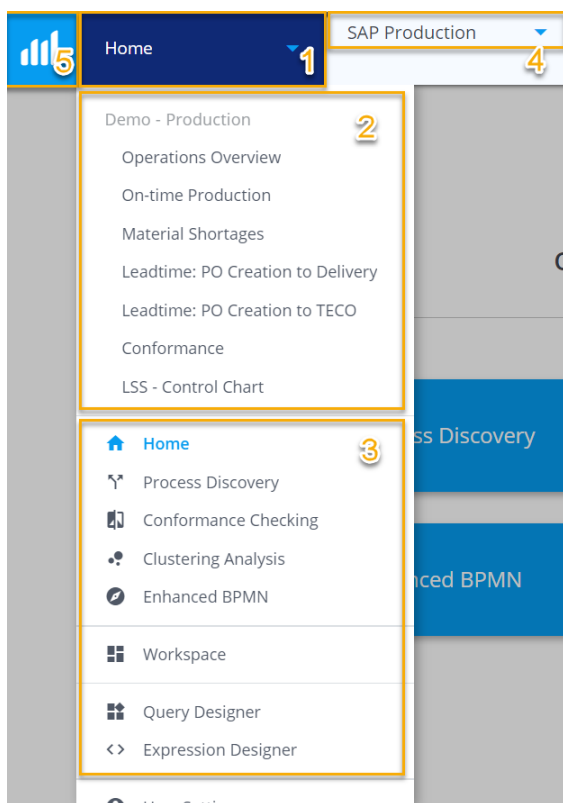 SAP Production
Home
5
1
4
Demo - Production
2
Operations Overview
On-time Production
Material Shortages
Leadtime: PO Creation to Delivery
Leadtime: PO Creation to TECO
Conformance
LSS - Control Chart
Home
3
ss Discovery
Process Discovery
Conformance Checking
Clustering Analysis
Enhanced BPMN
nced BPMN
Workspace
Query Designer
Expression Designer